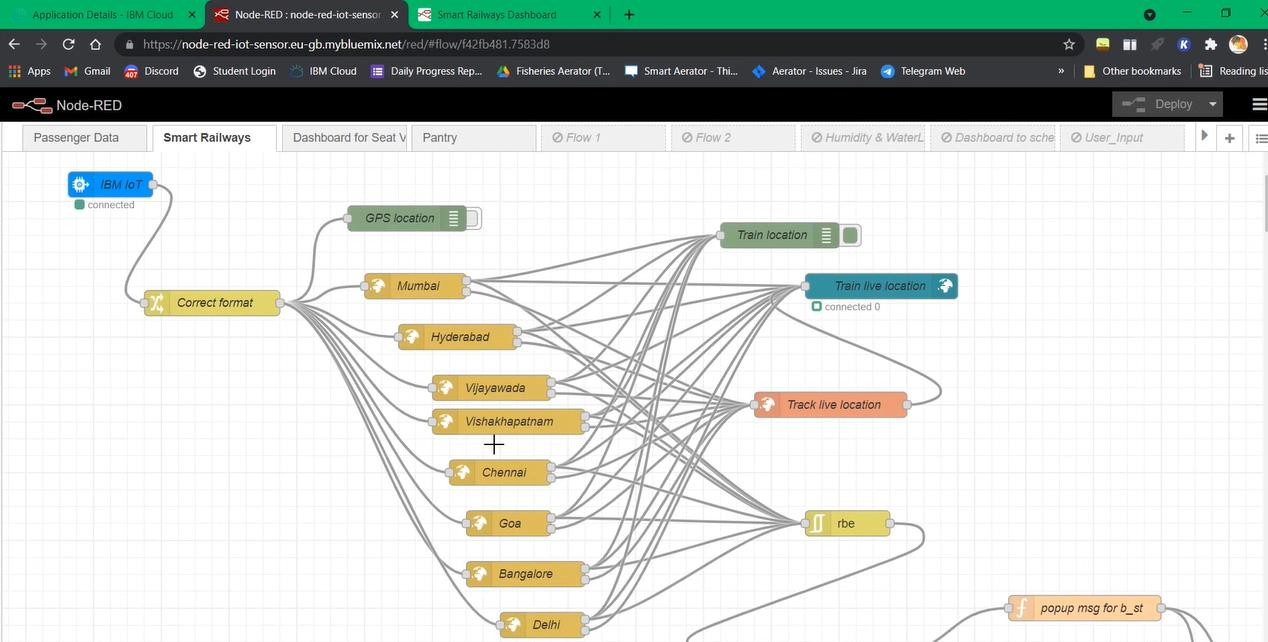 Application Details - IBM Cloud
Node-RED : node-red-iot-sensor
Smart Railways Dashboard
https://node-red-iot-sensor.eu-gb.mybluemix.net/red/#flow/f42fb481.7583d8
Apps
Gmail
407
Discord
Student Login
IBM Cloud
Daily Progress Rep...
Fisheries Aerator (T...
Smart Aerator - Thi...
Aerator - Issues - Jira
Telegram Web
»
Other bookmarks
Reading lis
Node-RED
Deploy
Passenger Data
Smart Railways
Dashboard for Seat V
Pantry
Flow 1
Flow 2
Humidity & WaterL
Dashboard to sche
User_Input
IBM IoT
connected
GPS location
Train location
Mumbai
Train live location
Correct format
connected 0
Hyderabad
Vijayawada
Track live location
Vishakhapatnam
Chennai
Goa
rbe
Bangalore
popup msg for b_st
Delhi